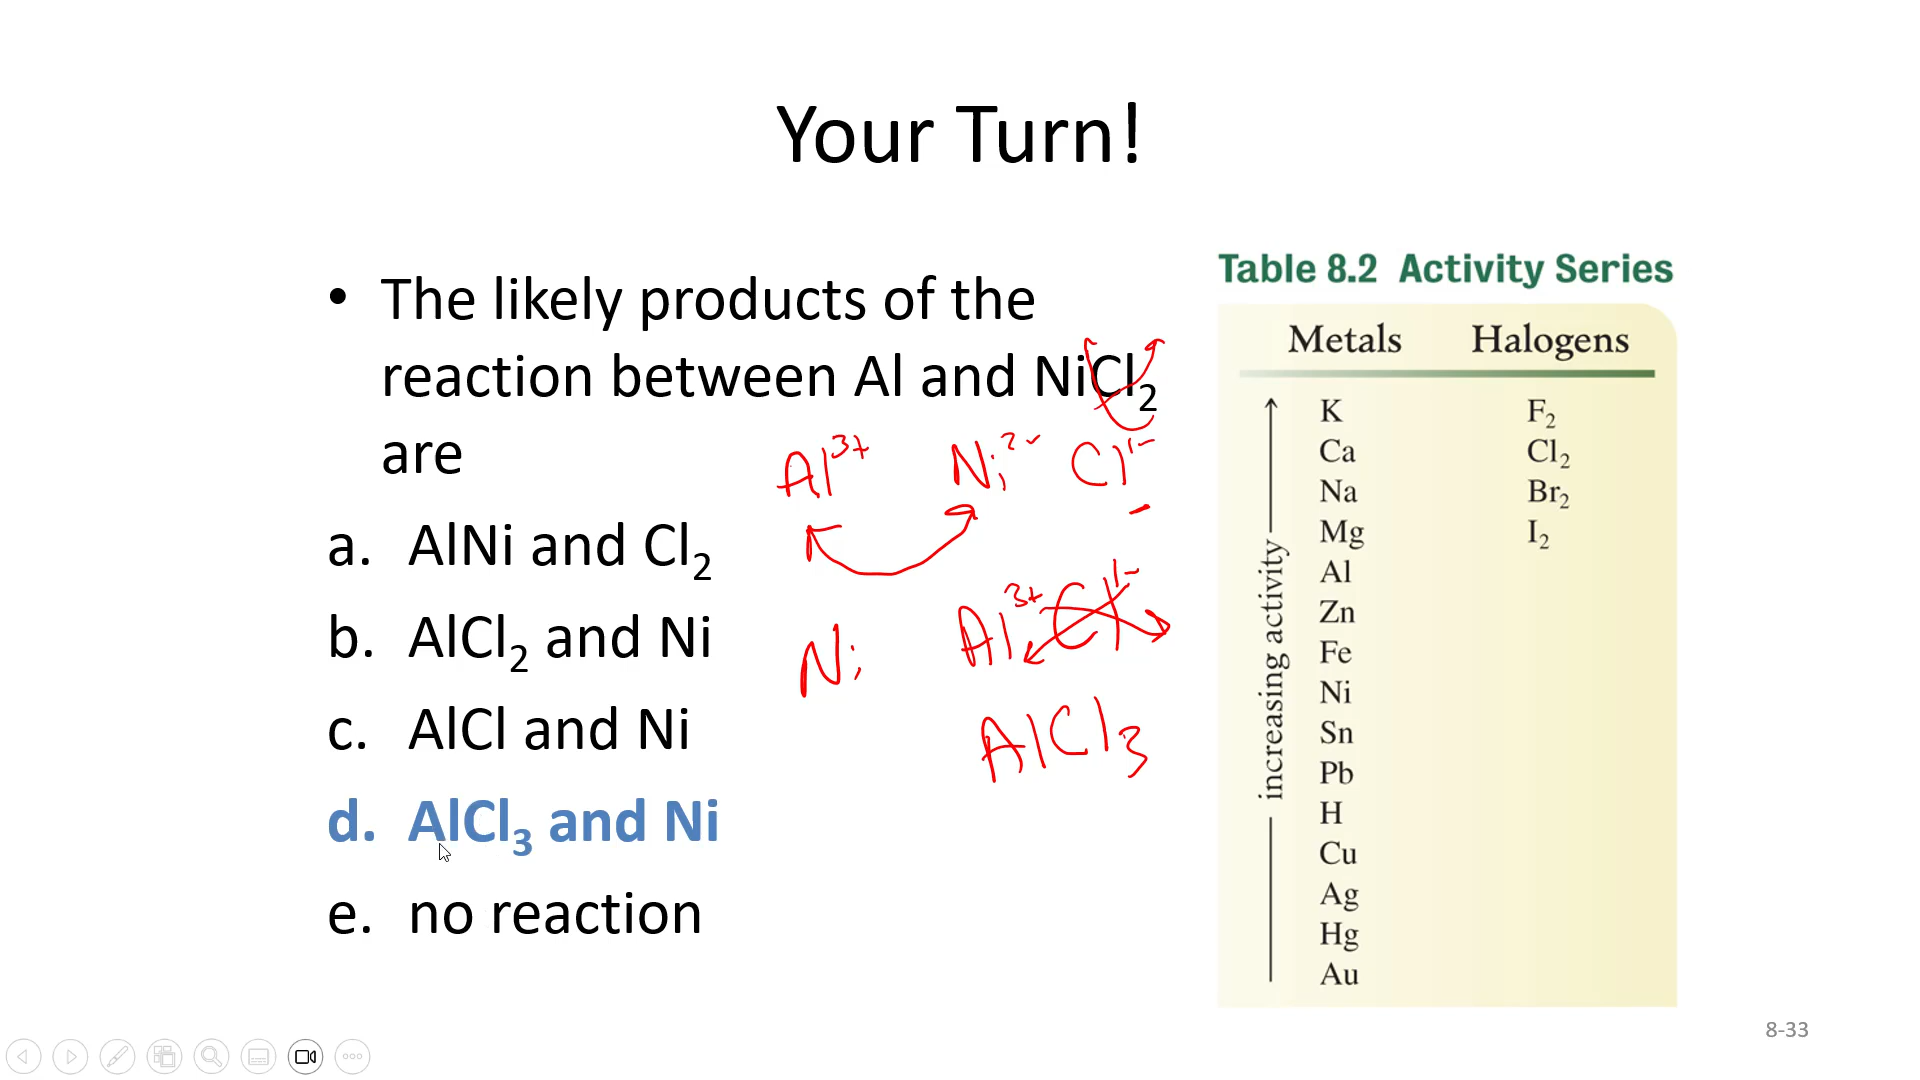 Your Turn!
• The likely products of the
reaction between Al and NiCl₂
are
a. AlNi and Cl₂
b. AlCl₂ and Ni
c. AlCl and Ni
d. AlCl₃ and Ni
e. no reaction
Al³⁺ Ni Cl¹⁻
Ni Al³⁺ Cl¹⁻
AlCl₃
Table 8.2 Activity Series
Metals Halogens
K F₂
Ca Cl₂
Na Br₂
Mg I₂
Al
Zn
Fe
Ni
Sn
Pb
H
Cu
Ag
Hg
Au
increasing activity
8-33